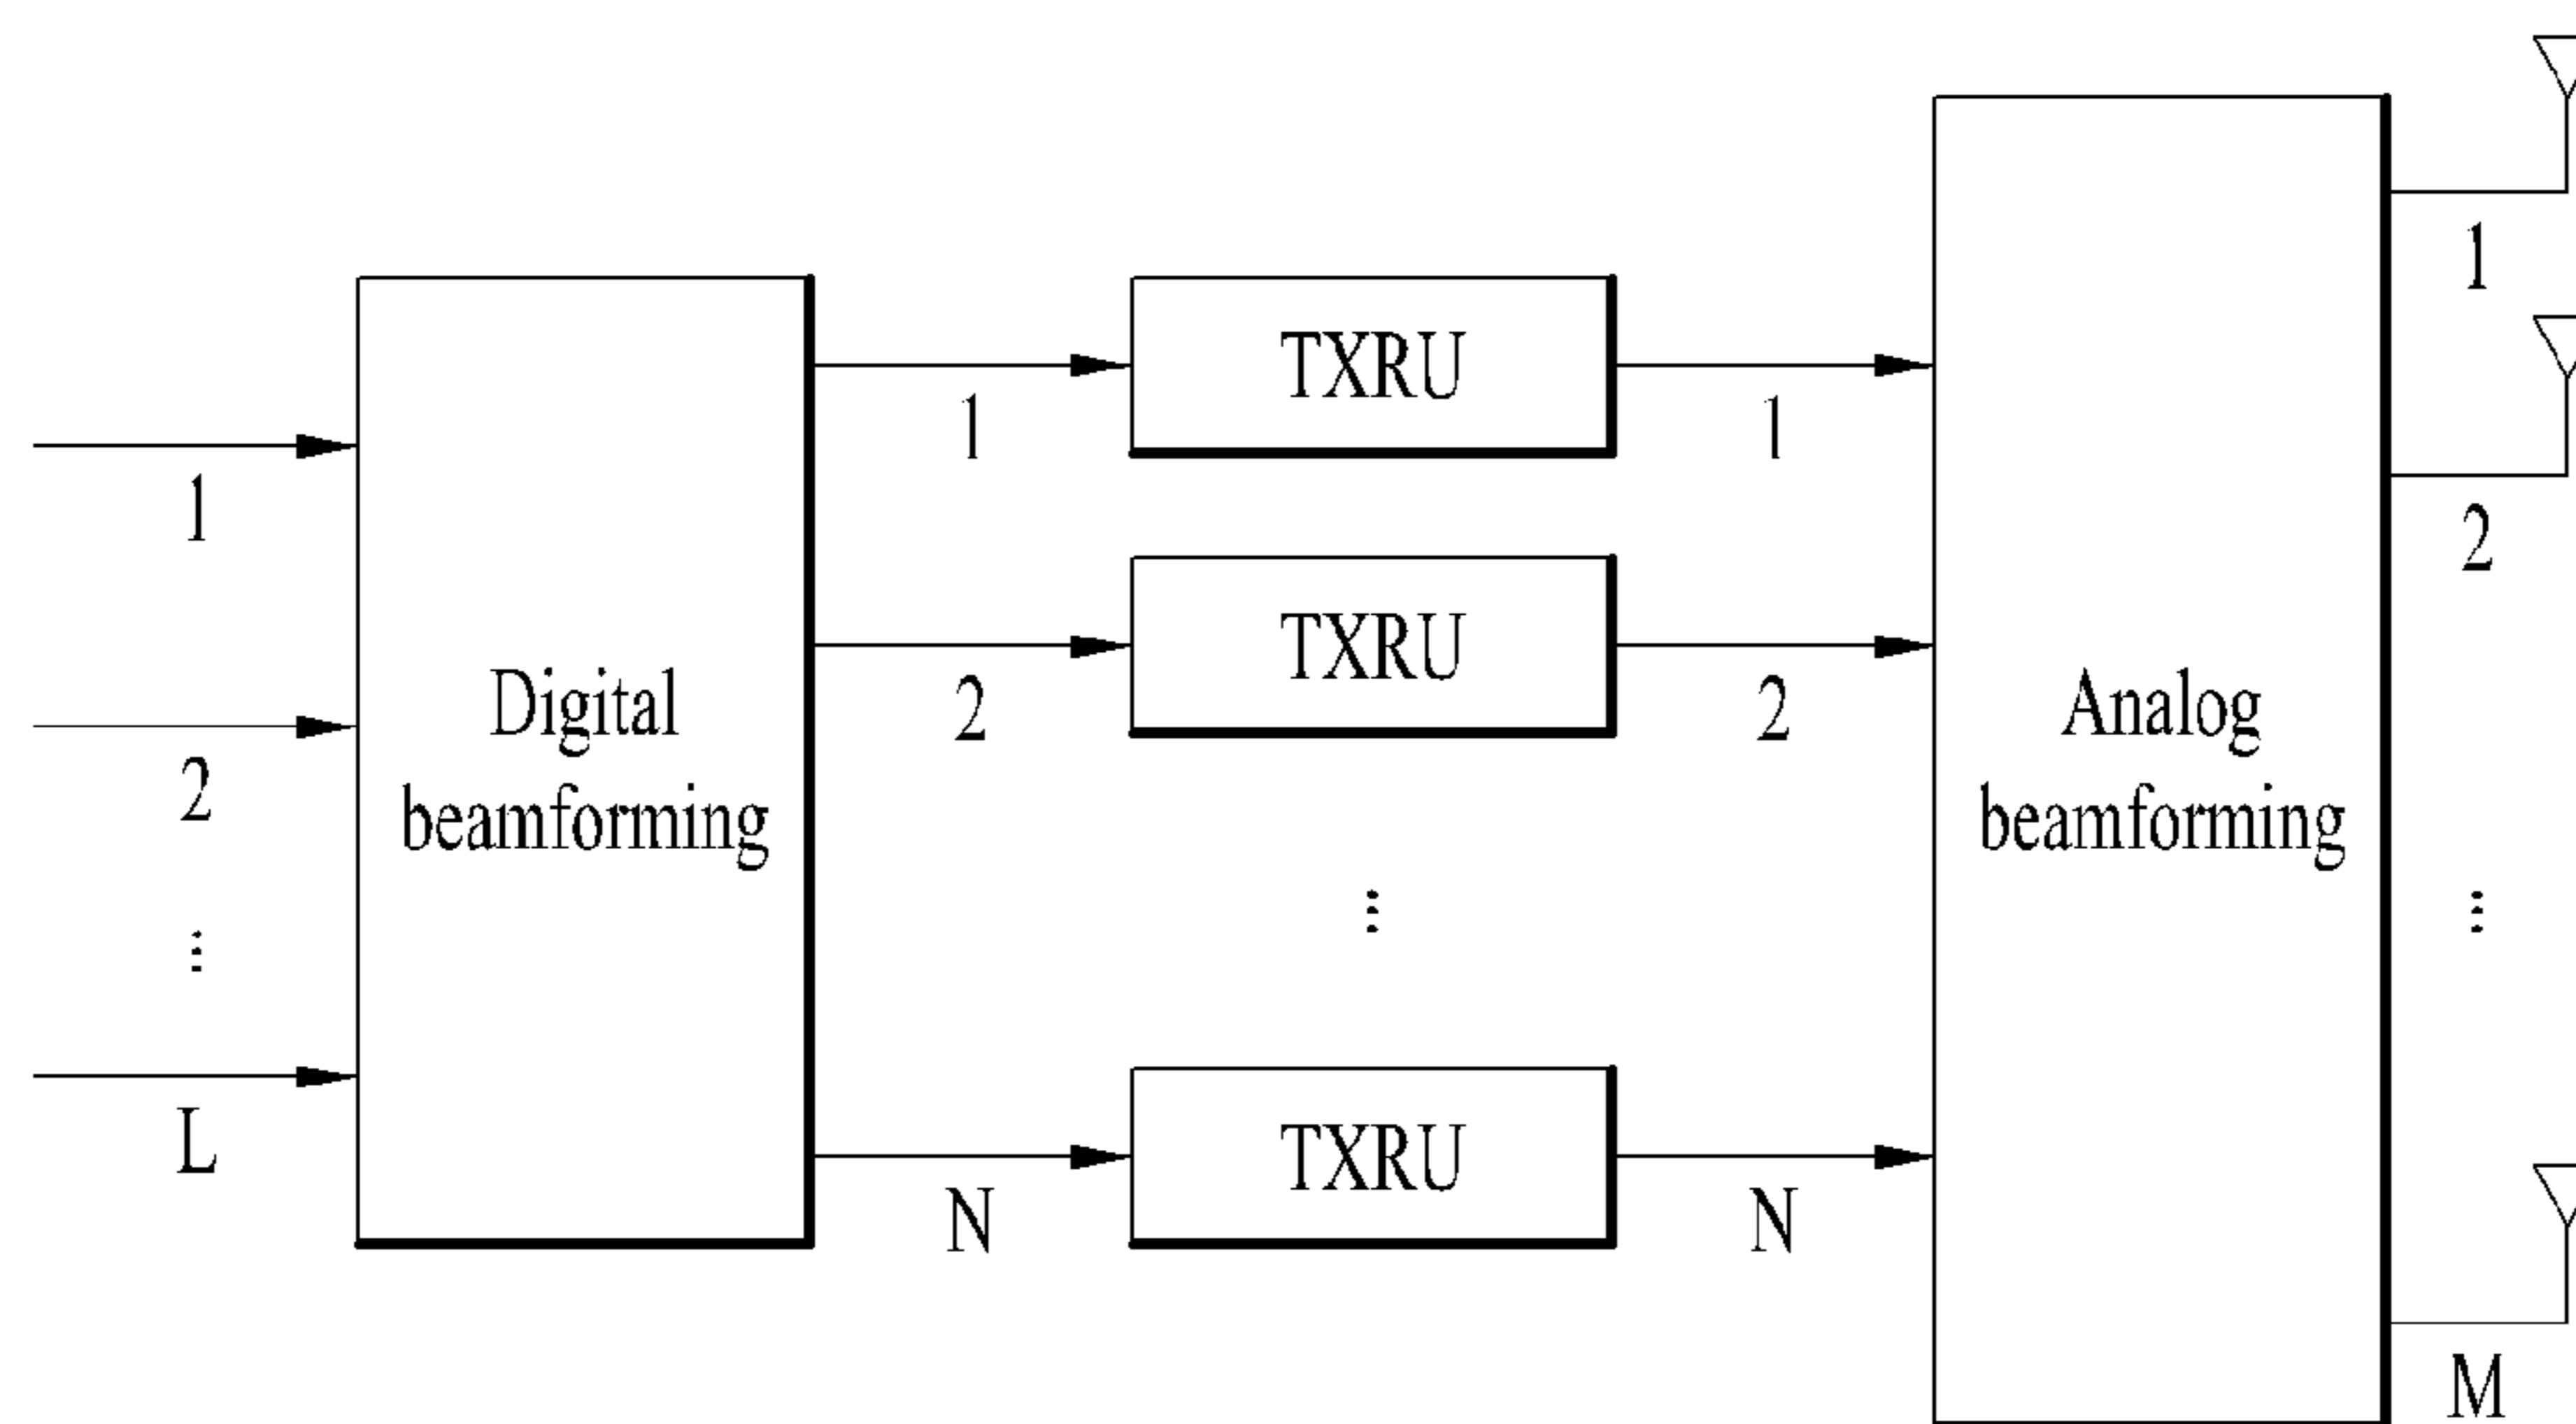 1
2
⋮
L
Digital
beamforming
1
2
N
TXRU
TXRU
⋮
TXRU
1
2
N
Analog
beamforming
1
2
⋮
M